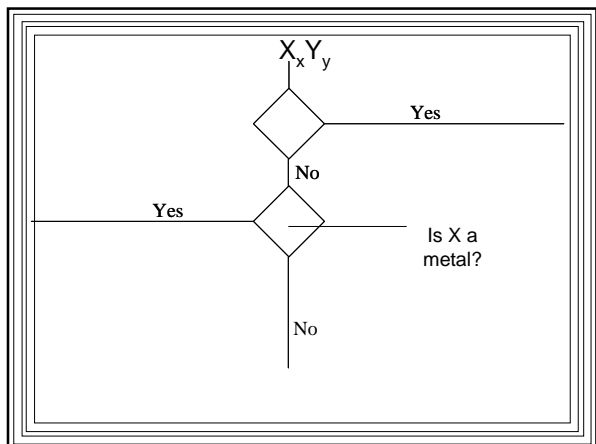 XxYy
Yes
No
Yes
Is X a
metal?
No